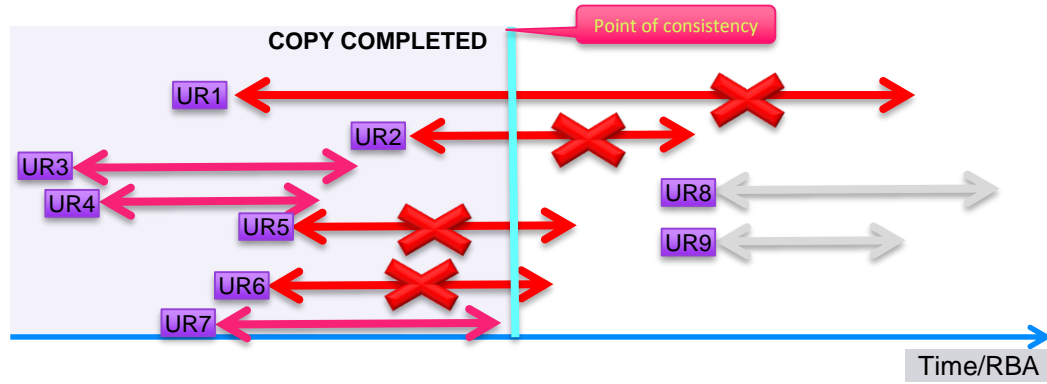 Point of consistency
COPY COMPLETED
UR1
UR2
UR3
UR4
UR8
UR5
UR9
UR6
UR7
Time/RBA